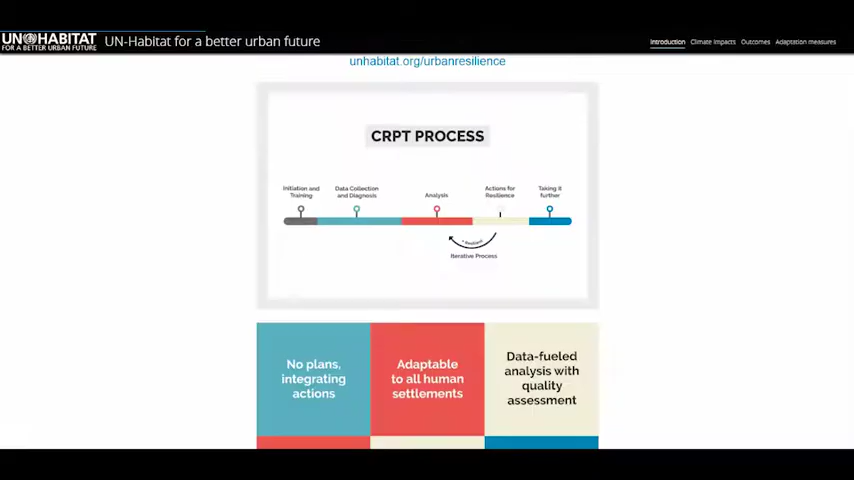 UN-HABITAT
FOR A BETTER URBAN FUTURE
UN-Habitat for a better urban future
Introduction Climate impacts Outcomes Adaptation measures
unhabitat.org/urbanresilience
CRPT PROCESS
Initiation and
Training
Data Collection
and Diagnosis
Analysis
Actions for
Resilience
Taking it
further
+ Resilient
Iterative Process
No plans,
integrating
actions
Adaptable
to all human
settlements
Data-fueled
analysis with
quality
assessment